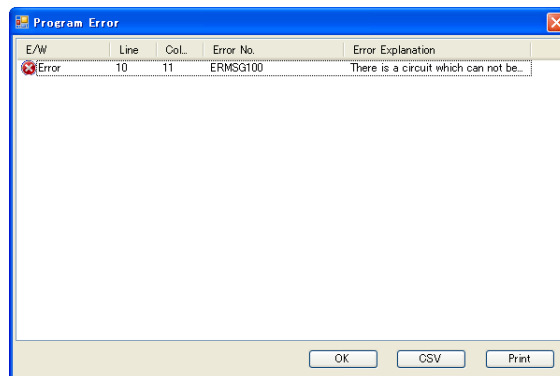 Program Error
E/W Line Col... Error No. Error Explanation
Error 10 11 ERMSG100 There is a circuit which can not be...
OK CSV Print